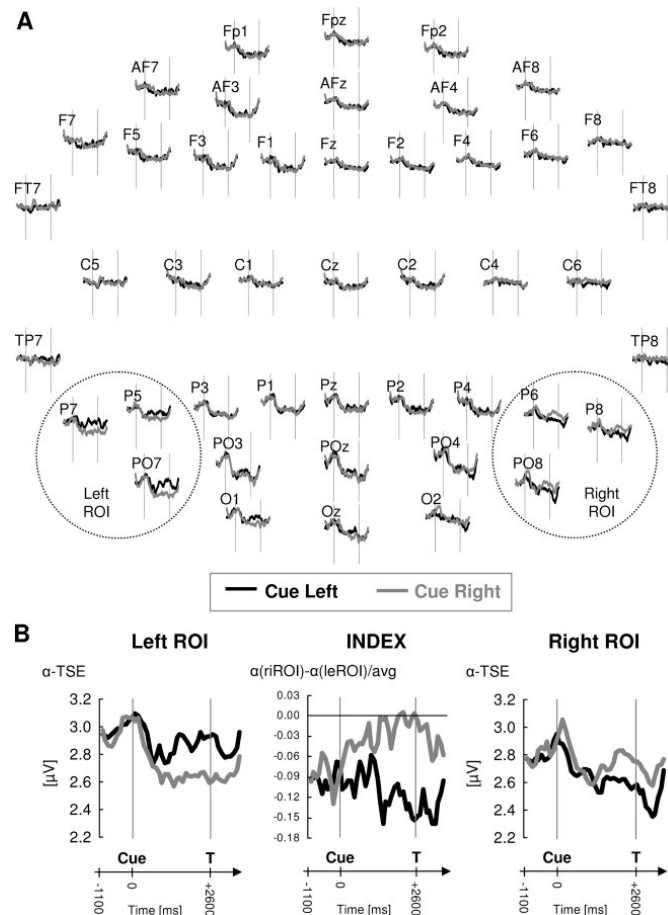 A
Fp1 Fpz Fp2
AF7 AF3 AFz AF4 AF8
F7 F5 F3 F1 Fz F2 F4 F6 F8
FT7 FT8
C5 C3 C1 Cz C2 C4 C6
TP7 TP8
P7 P5 P3 P1 Pz P2 P4 P6 P8
PO7 PO3 POz PO4 PO8
Left
ROI
Right
ROI
O1 Oz O2
Cue Left Cue Right
B
Left ROI INDEX Right ROI
α-TSE α(riROI)-α(leROI)/avg α-TSE
[µV]
3.2
3.0
2.8
2.6
2.4
2.2
Cue T
-1100 0 +2600
Time [ms]
0.03
0.00
-0.03
-0.06
-0.09
-0.12
-0.15
-0.18
Cue T
-1100 0 +2600
Time [ms]
[µV]
3.2
3.0
2.8
2.6
2.4
2.2
Cue T
-1100 0 +2600
Time [ms]